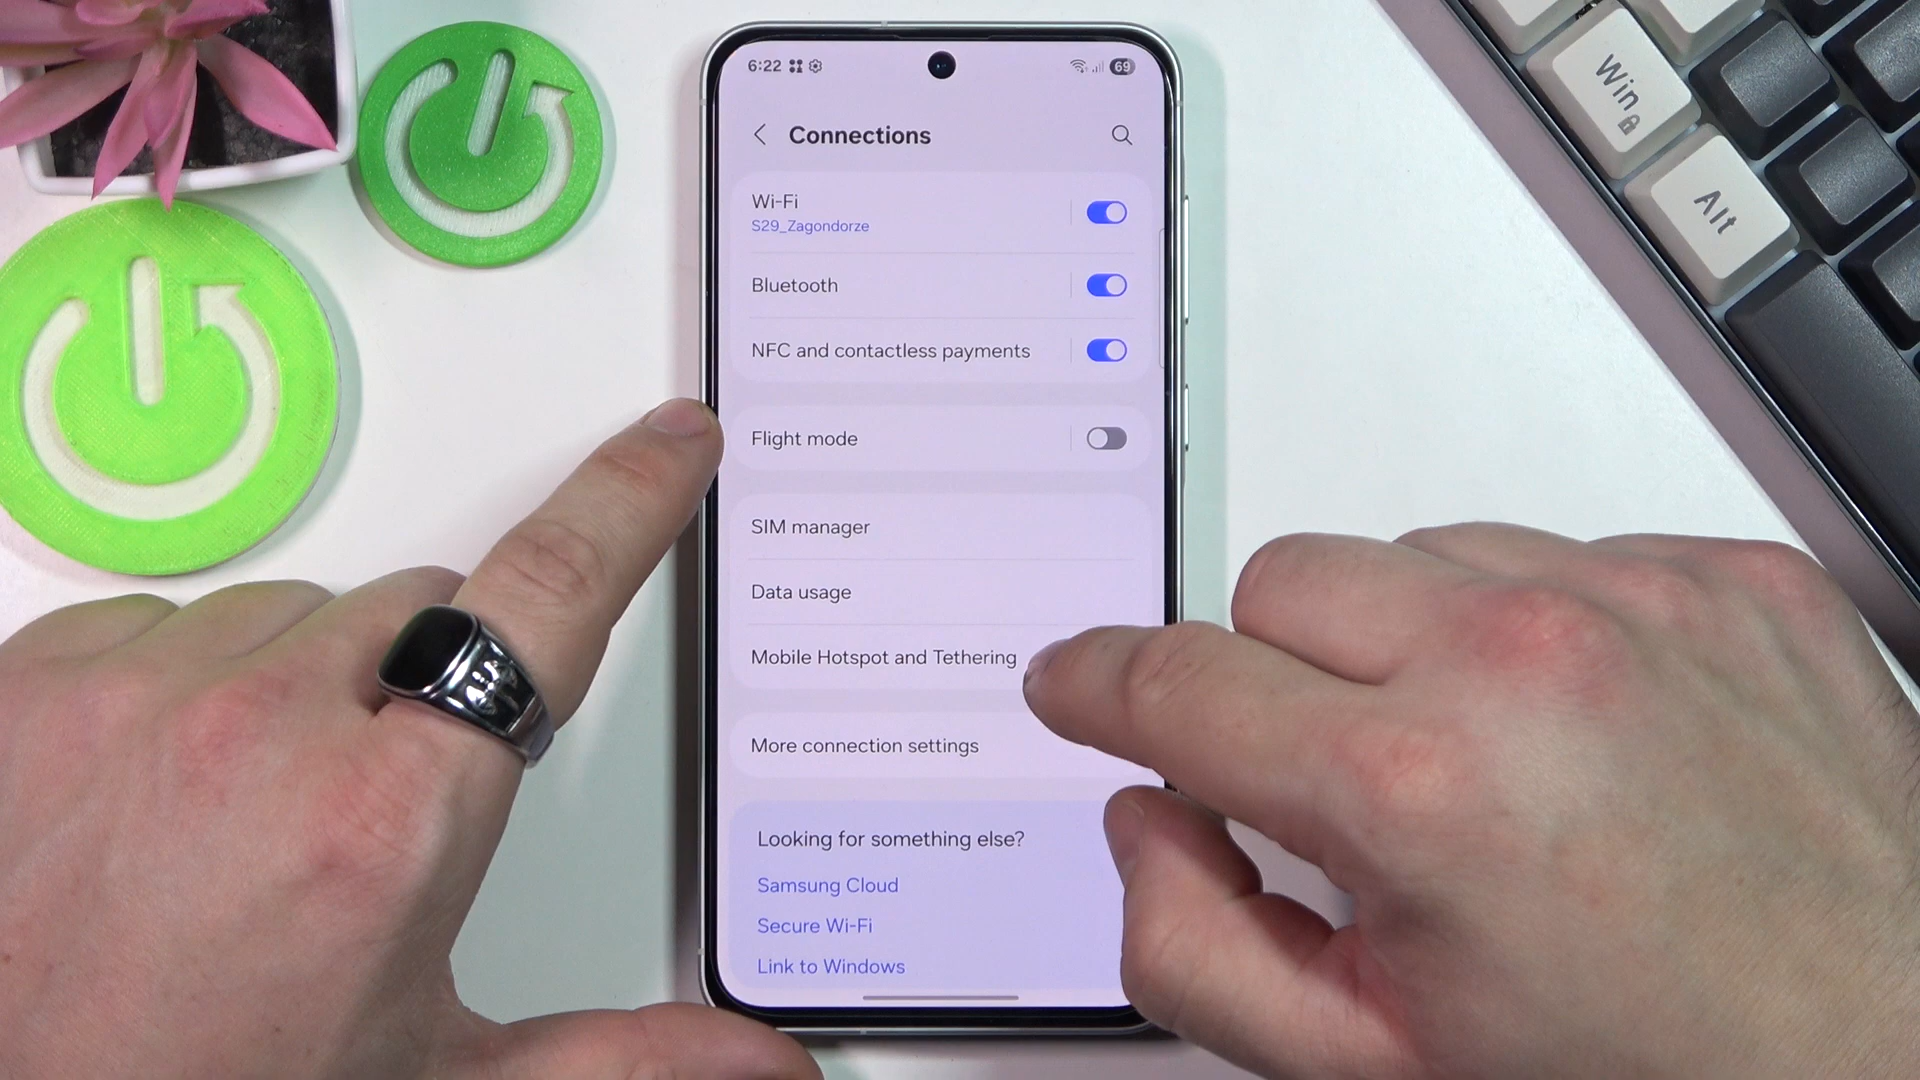 6:22
69
Connections
Wi-Fi
S29_Zagondorze
Bluetooth
NFC and contactless payments
Flight mode
SIM manager
Data usage
Mobile Hotspot and Tethering
More connection settings
Looking for something else?
Samsung Cloud
Secure Wi-Fi
Link to Windows
Win
Alt